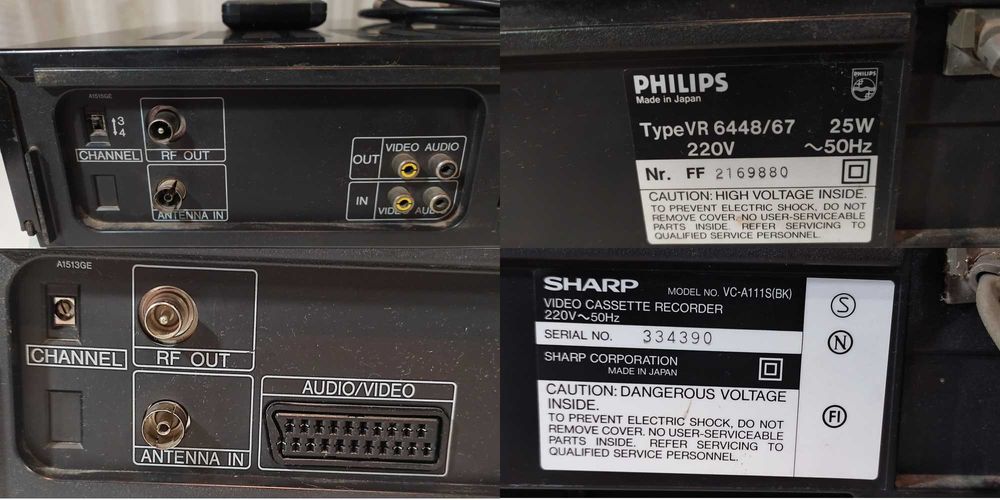 A1515GE
3
4
CHANNEL
RF OUT
ANTENNA IN
VIDEO AUDIO
OUT
IN
VIDEO AUDIO
PHILIPS
Made in Japan
PHILIPS
Type VR 6448/67 25W
220V ~50Hz
Nr. FF 2169880
CAUTION: HIGH VOLTAGE INSIDE.
TO PREVENT ELECTRIC SHOCK, DO NOT
REMOVE COVER. NO USER-SERVICEABLE
PARTS INSIDE. REFER SERVICING TO
QUALIFIED SERVICE PERSONNEL.
A1513GE
CHANNEL
RF OUT
ANTENNA IN
AUDIO/VIDEO
SHARP MODEL NO. VC-A111S(BK)
VIDEO CASSETTE RECORDER
220V~50Hz
SERIAL NO. 334390
SHARP CORPORATION
MADE IN JAPAN
CAUTION: DANGEROUS VOLTAGE
INSIDE.
TO PREVENT ELECTRIC SHOCK, DO NOT
REMOVE COVER. NO USER-SERVICEABLE
PARTS INSIDE. REFER SERVICING TO
QUALIFIED SERVICE PERSONNEL.
S
N
FI